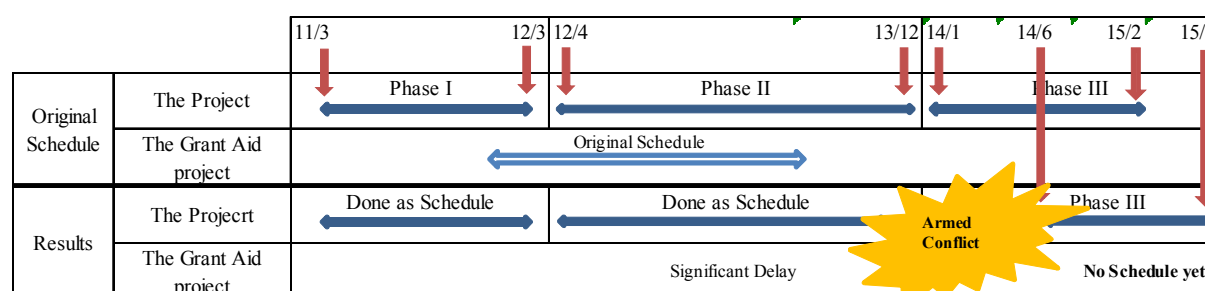 11/3 12/3 12/4 13/12 14/1 14/6 15/2 15/
Original
Schedule
The Project
Phase I Phase II Phase III
The Grant Aid
project
Original Schedule
Results
The Projecrt
Done as Schedule Done as Schedule Phase III
Armed
Conflict
The Grant Aid
project
Significant Delay No Schedule yet